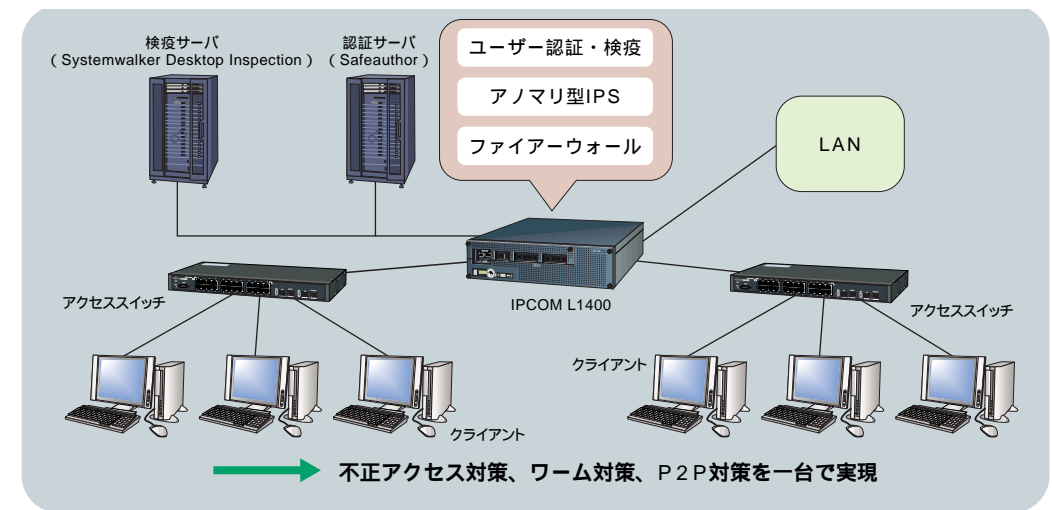 検疫サーバ
（Systemwalker Desktop Inspection）
認証サーバ
（Safeauthor）
ユーザー認証・検疫
アノマリ型IPS
ファイアーウォール
LAN
IPCOM L1400
アクセススイッチ
アクセススイッチ
クライアント
クライアント
不正アクセス対策、ワーム対策、P2P対策を一台で実現